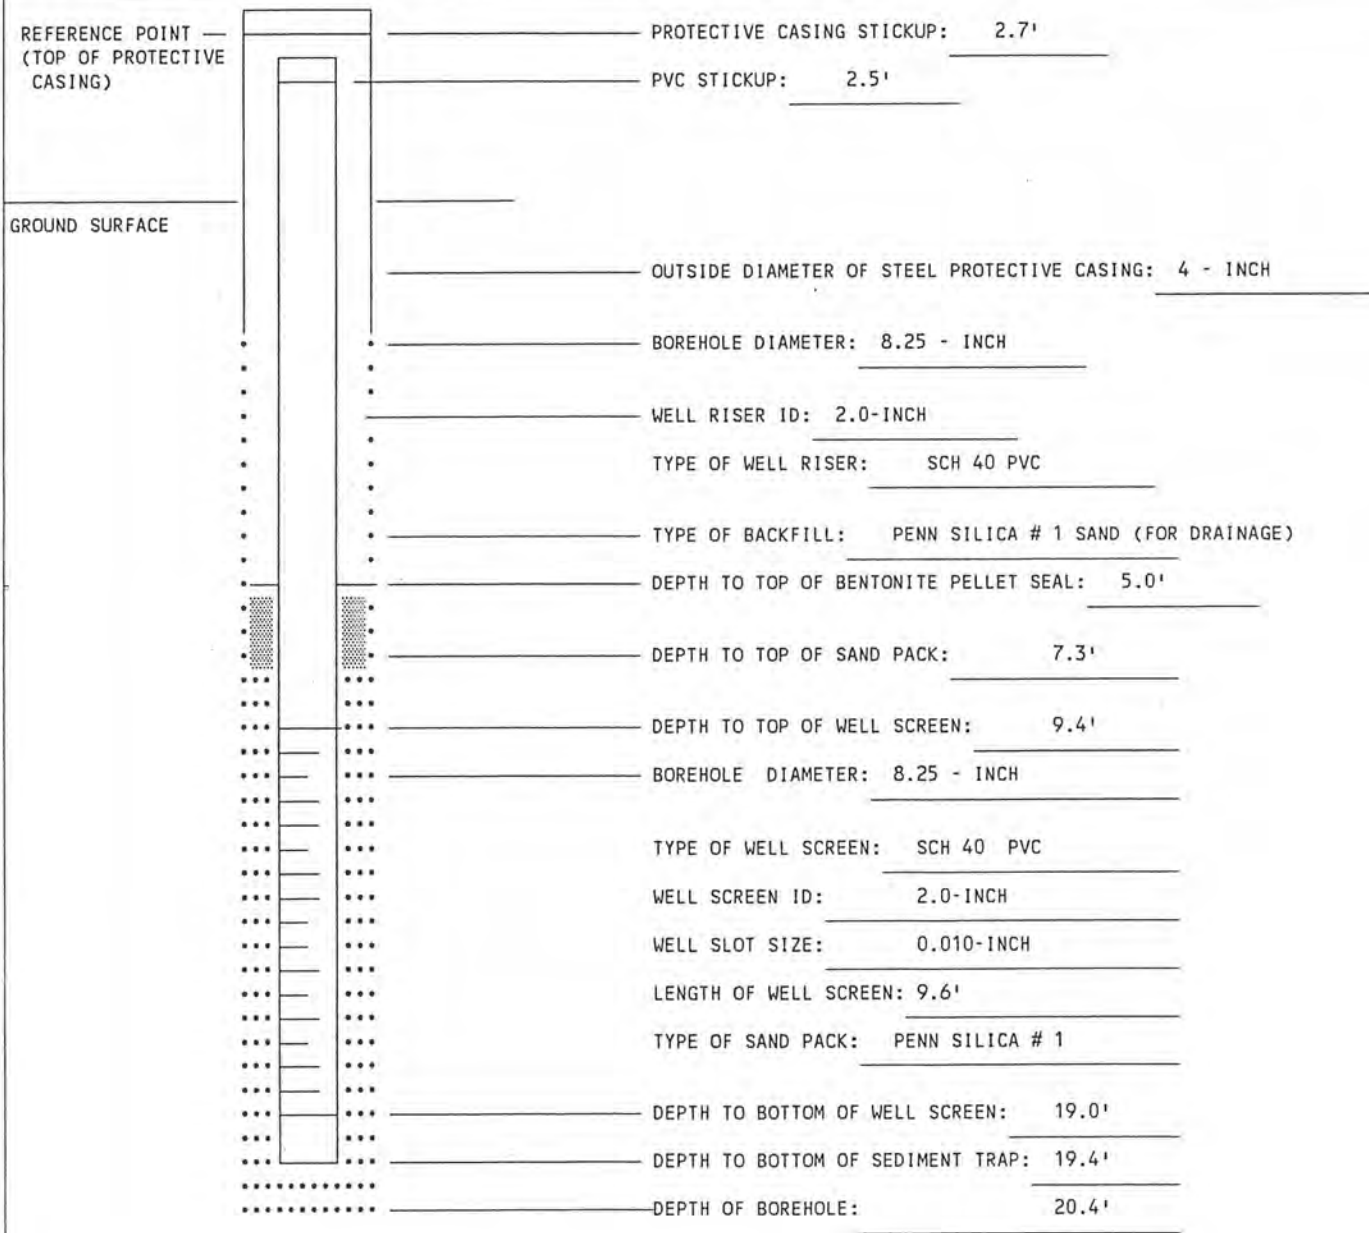 REFERENCE POINT
(TOP OF PROTECTIVE
CASING)
PROTECTIVE CASING STICKUP: 2.7'
PVC STICKUP: 2.5'
GROUND SURFACE
OUTSIDE DIAMETER OF STEEL PROTECTIVE CASING: 4 - INCH
BOREHOLE DIAMETER: 8.25 - INCH
WELL RISER ID: 2.0-INCH
TYPE OF WELL RISER: SCH 40 PVC
TYPE OF BACKFILL: PENN SILICA # 1 SAND (FOR DRAINAGE)
DEPTH TO TOP OF BENTONITE PELLET SEAL: 5.0'
DEPTH TO TOP OF SAND PACK: 7.3'
DEPTH TO TOP OF WELL SCREEN: 9.4'
BOREHOLE DIAMETER: 8.25 - INCH
TYPE OF WELL SCREEN: SCH 40 PVC
WELL SCREEN ID: 2.0-INCH
WELL SLOT SIZE: 0.010-INCH
LENGTH OF WELL SCREEN: 9.6'
TYPE OF SAND PACK: PENN SILICA # 1
DEPTH TO BOTTOM OF WELL SCREEN: 19.0'
DEPTH TO BOTTOM OF SEDIMENT TRAP: 19.4'
DEPTH OF BOREHOLE: 20.4'